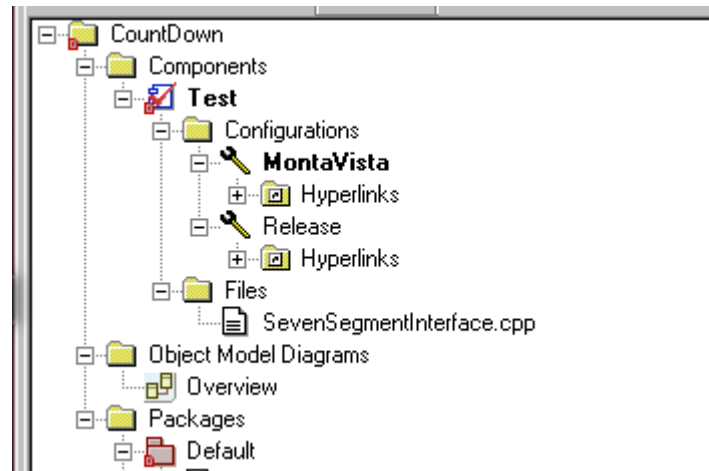 CountDown
Components
Test
Configurations
MontaVista
Hyperlinks
Release
Hyperlinks
Files
SevenSegmentInterface.cpp
Object Model Diagrams
Overview
Packages
Default